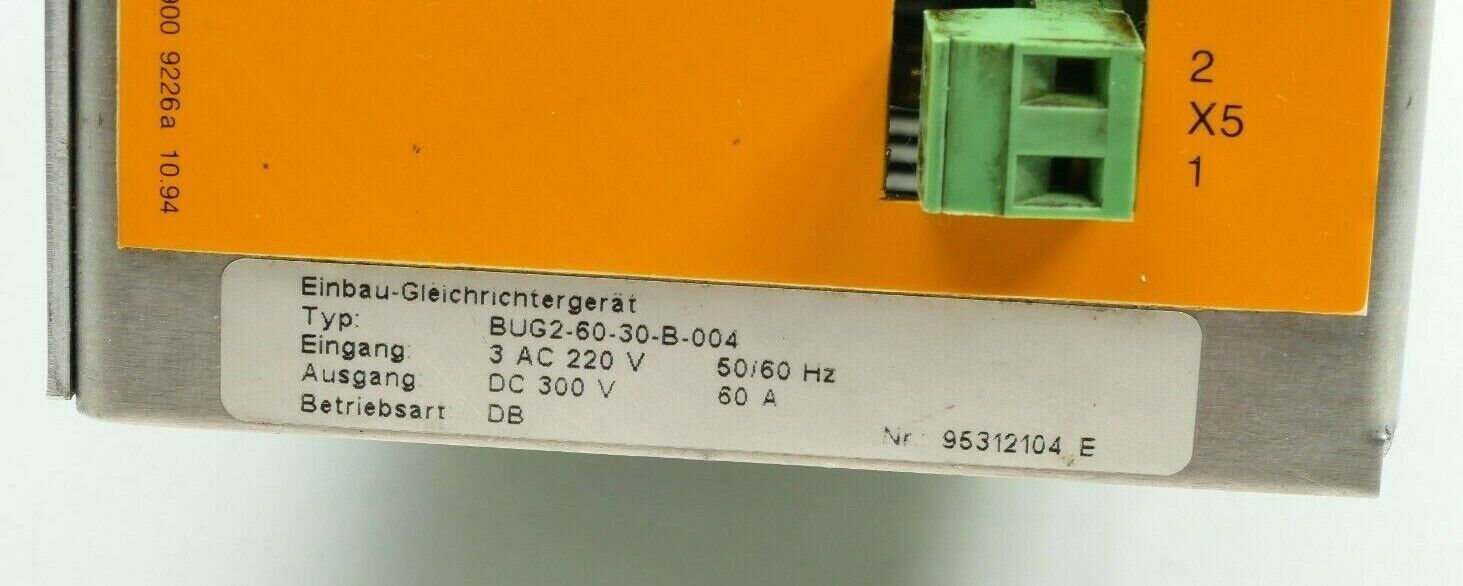 900 9226a 10.94
2
X5
1
Einbau-Gleichrichtergerät
Typ: BUG2-60-30-B-004
Eingang: 3 AC 220 V 50/60 Hz
Ausgang DC 300 V 60 A
Betriebsart DB
Nr. 95312104 E